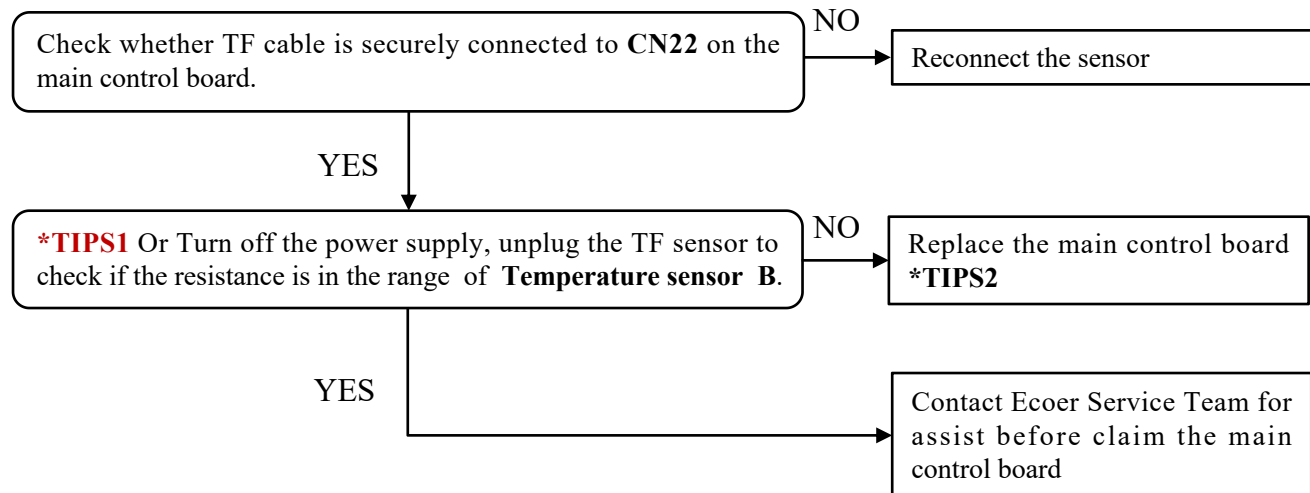 Check whether TF cable is securely connected to CN22 on the
main control board.
NO
Reconnect the sensor
YES
*TIPS1 Or Turn off the power supply, unplug the TF sensor to
check if the resistance is in the range of Temperature sensor B.
NO
Replace the main control board
*TIPS2
YES
Contact Ecoer Service Team for
assist before claim the main
control board